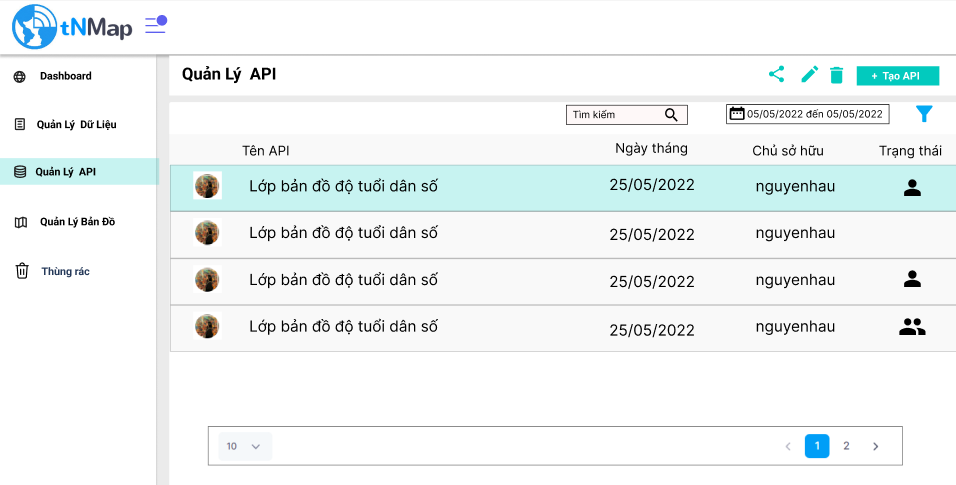 tNMap
Dashboard
Quản Lý Dữ Liệu
Quản Lý API
Quản Lý Bản Đồ
Thùng rác
Quản Lý API
+ Tạo API
Tìm kiếm
05/05/2022 đến 05/05/2022
Tên API Ngày tháng Chủ sở hữu Trạng thái
Lớp bản đồ độ tuổi dân số 25/05/2022 nguyenhau
Lớp bản đồ độ tuổi dân số 25/05/2022 nguyenhau
Lớp bản đồ độ tuổi dân số 25/05/2022 nguyenhau
Lớp bản đồ độ tuổi dân số 25/05/2022 nguyenhau
10 1 2